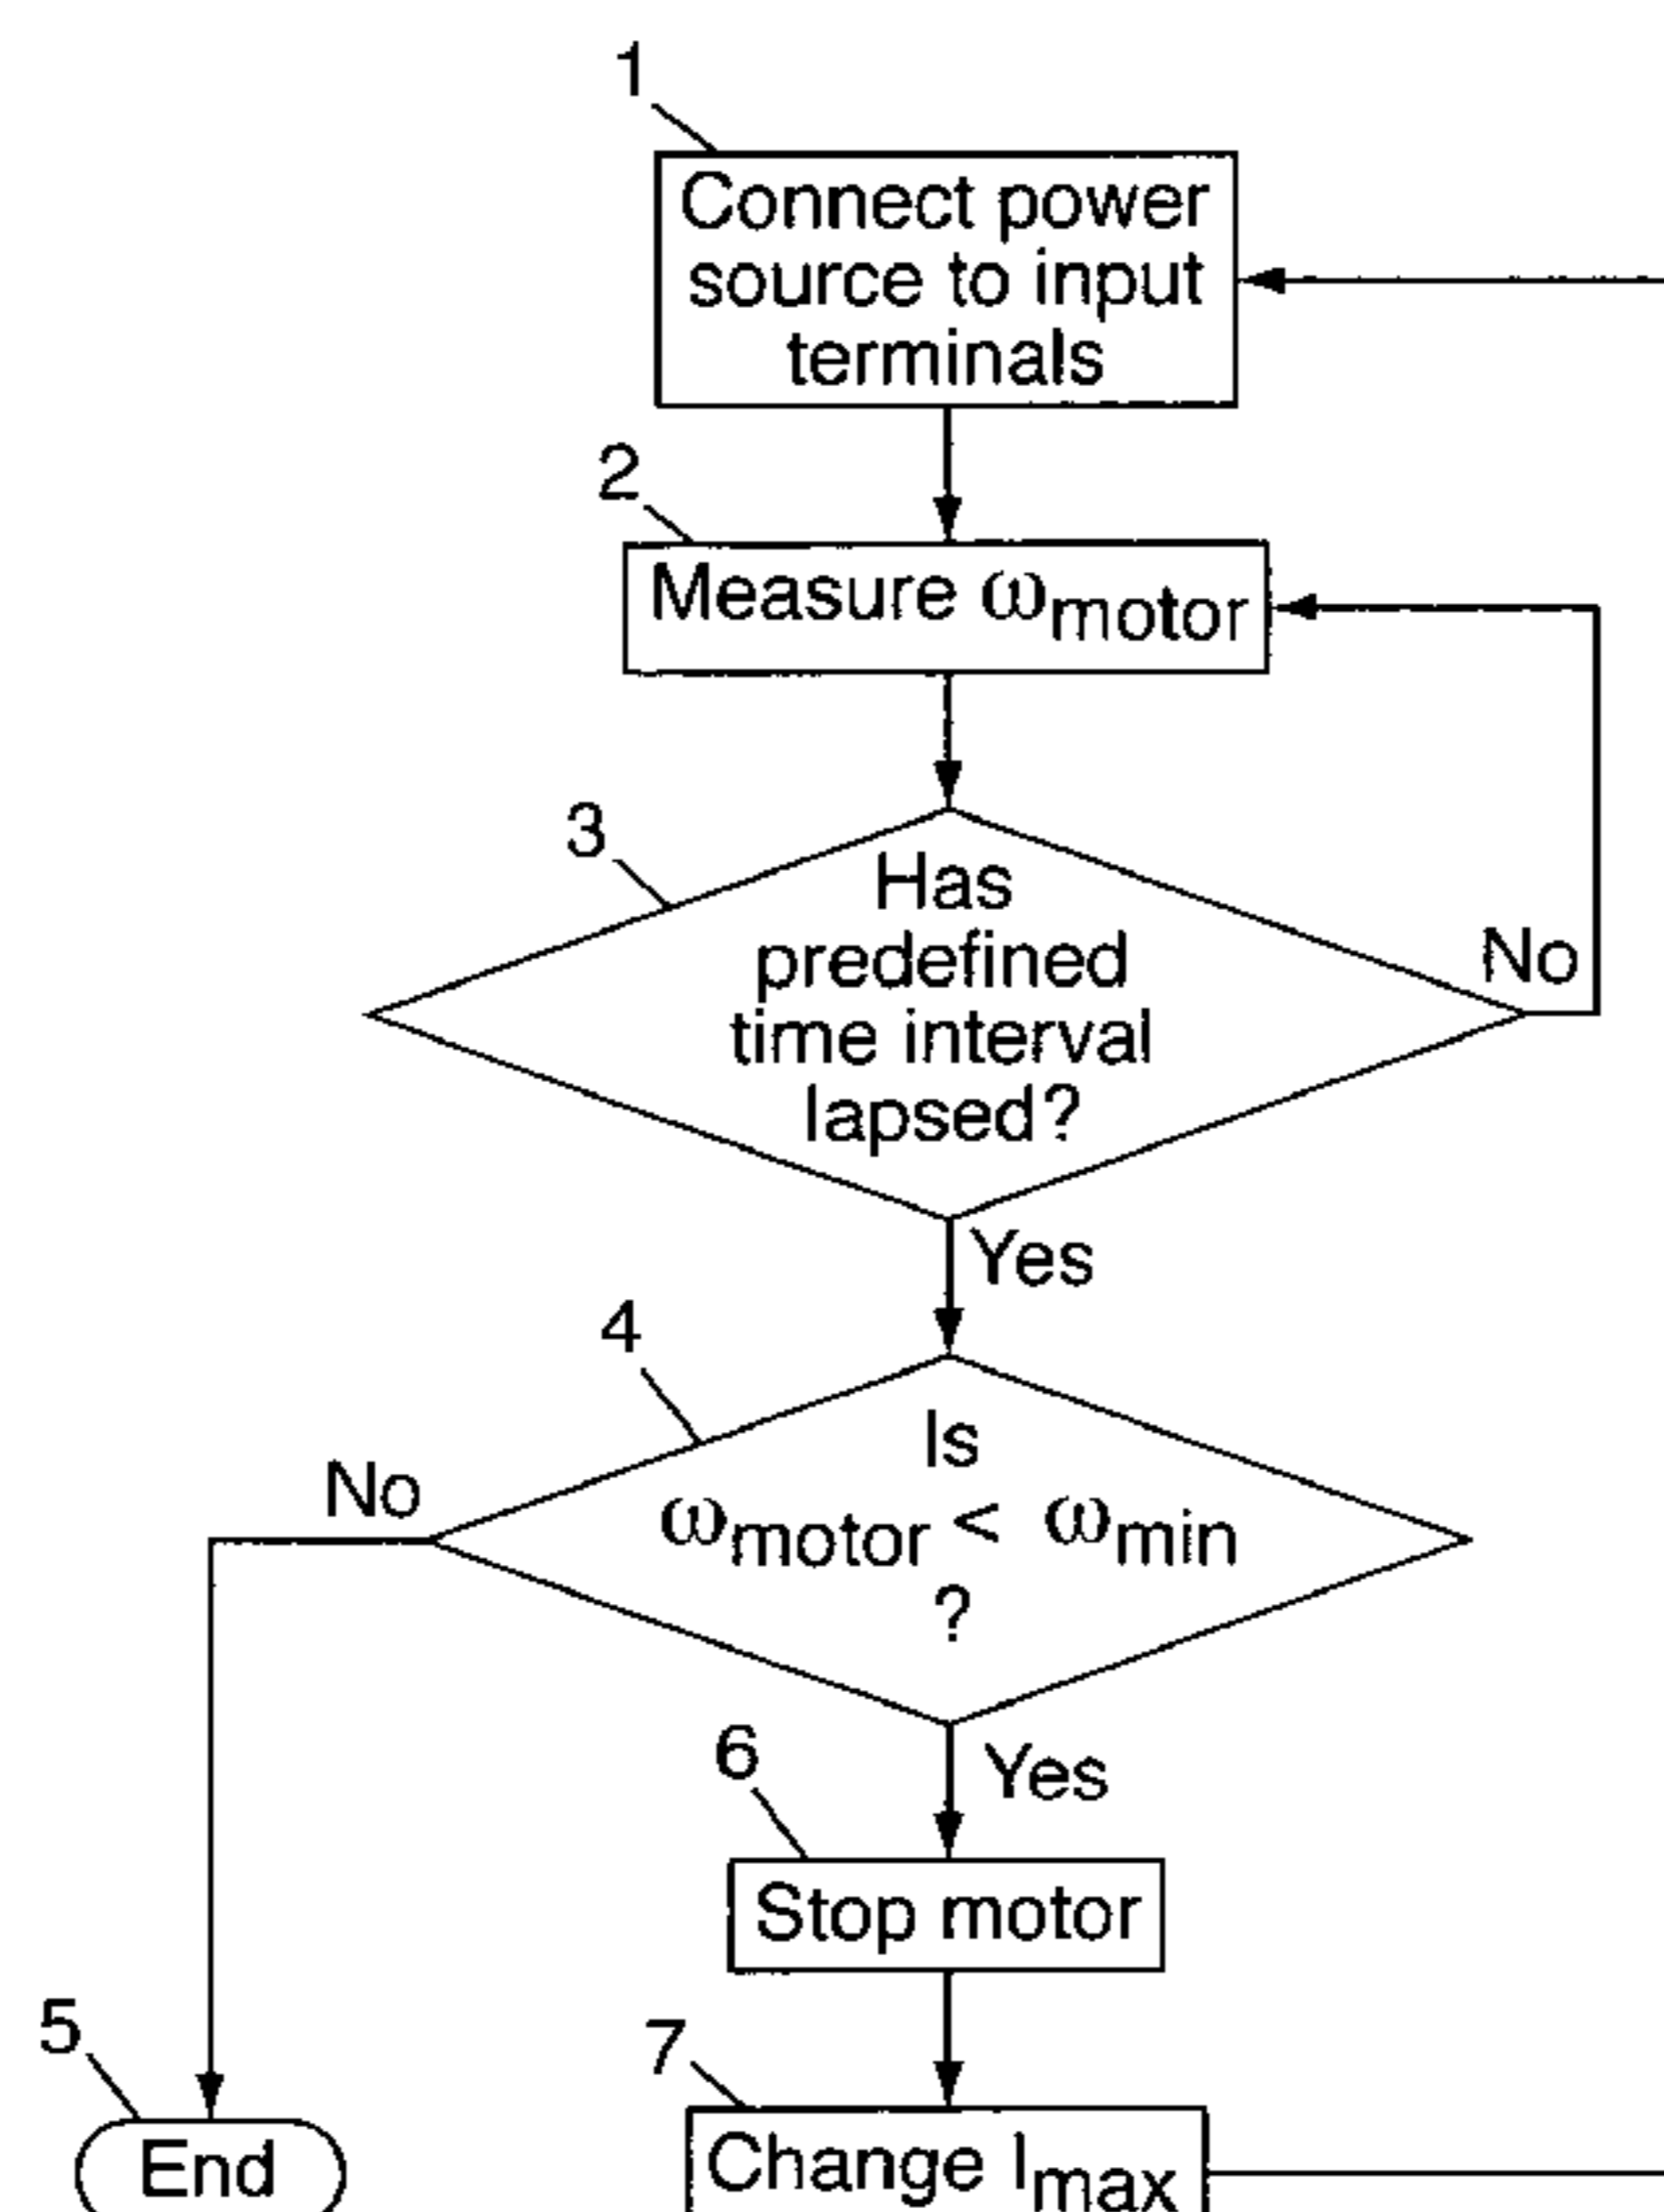 1
Connect power
source to input
terminals
2
Measure ωmotor
3
Has
predefined
time interval
lapsed?
No
Yes
4
Is
ωmotor < ωmin
?
No
Yes
6
Stop motor
5
End
7
Change Imax